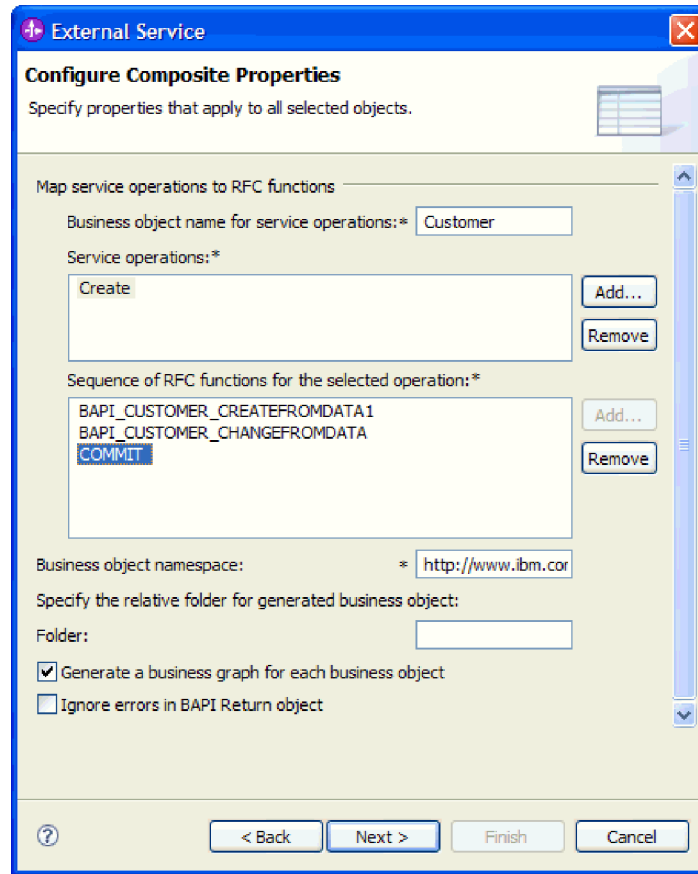 External Service
Configure Composite Properties
Specify properties that apply to all selected objects.
Map service operations to RFC functions
Business object name for service operations:* Customer
Service operations:*
Create
Add...
Remove
Sequence of RFC functions for the selected operation:*
BAPI_CUSTOMER_CREATEFROMDATA1
BAPI_CUSTOMER_CHANGEFROMDATA
COMMIT
Add...
Remove
Business object namespace: * http://www.ibm.cor
Specify the relative folder for generated business object:
Folder:
Generate a business graph for each business object
Ignore errors in BAPI Return object
? < Back Next > Finish Cancel